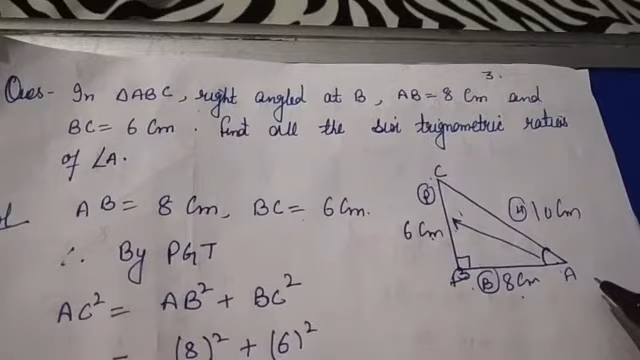 3.
Ques- In ΔABC, right angled at B, AB = 8 Cm and
BC = 6 Cm. find all the six trignometric ratios
of ∠A.
AB = 8 Cm, BC = 6 Cm.
∴ By PGT
AC² = AB² + BC²
= (8)² + (6)²
C
P
6 Cm
H 10 Cm
B
B 8 Cm
A